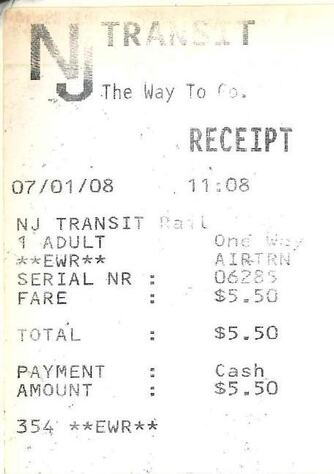 NJ TRANSIT
The Way To Go.
RECEIPT
07/01/08 11:08
NJ TRANSIT Rail
1 ADULT One Way
**EWR** AIRTRN
SERIAL NR : 06285
FARE : $5.50
TOTAL : $5.50
PAYMENT : Cash
AMOUNT : $5.50
354 **EWR**